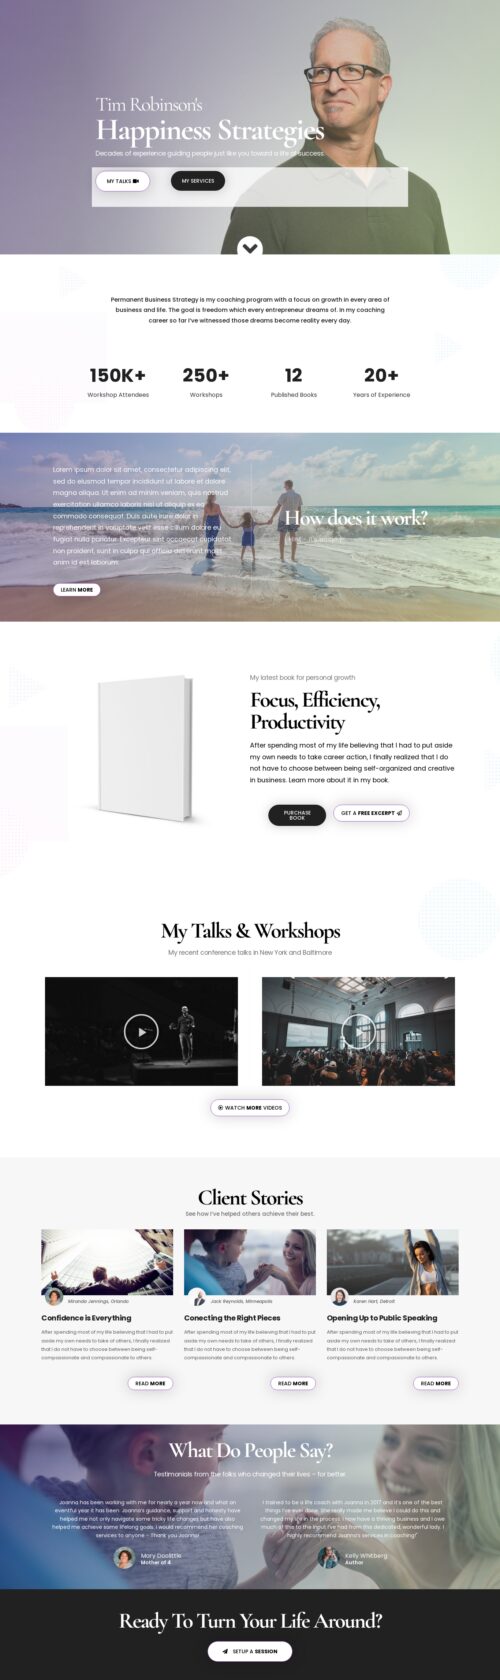 Tim Robinson's
Happiness Strategies
Decades of experience guiding people just like you toward a life of success.
MY TALKS
MY SERVICES
Permanent Business Strategy is my coaching program with a focus on growth in every area of
business and life. The goal is freedom which every entrepreneur dreams of. In my coaching
career so far I've witnessed those dreams become reality every day.
150K+
250+
12
20+
Workshop Attendees
Workshops
Published Books
Years of Experience
Lorem ipsum dolor sit amet, consectetur adipiscing elit,
sed do eiusmod tempor incididunt ut labore et dolore
magna aliqua. Ut enim ad minim veniam, quis nostrud
exercitation ullamco laboris nisi ut aliquip ex ea
commodo consequat. Duis aute irure dolor in
reprehenderit in voluptate velit esse cillum dolore eu
fugiat nulla pariatur. Excepteur sint occaecat cupidatat
non proident, sunt in culpa qui officia deserunt mollit
anim id est laborum.
LEARN MORE
How does it work?
My latest book for personal growth
Focus, Efficiency,
Productivity
After spending most of my life believing that I had to put aside
my own needs to take career action, I finally realized that I do
not have to choose between being self-organized and creative
in business. Learn more about it in my book.
PURCHASE
BOOK
GET A FREE EXCERPT
My Talks & Workshops
My recent conference talks in New York and Baltimore
WATCH MORE VIDEOS
Client Stories
See how I've helped others achieve their best.
Miranda Jennings, Orlando
Confidence is Everything
After spending most of my life believing that I had to put
aside my own needs to take of others, I finally realized
that I do not have to choose between being self-
compassionate and compassionate to others.
READ MORE
Jack Reynolds, Minneapolis
Conecting the Right Pieces
After spending most of my life believing that I had to put
aside my own needs to take of others, I finally realized
that I do not have to choose between being self-
compassionate and compassionate to others.
READ MORE
Karen Hart, Detroit
Opening Up to Public Speaking
After spending most of my life believing that I had to put
aside my own needs to take of others, I finally realized
that I do not have to choose between being self-
compassionate and compassionate to others.
READ MORE
What Do People Say?
Testimonials from the folks who changed their lives – for better.
Joanna has been working with me for nearly a year now and what an
eventful year it has been. Joanna's guidance, support and honesty have
helped me not only navigate some tricky life changes but have also
helped me achieve some lifelong goals. I would recommend her coaching
services to anyone – Thank you Joanna!
Mary Doolittle
Mother of 4
I trained to be a life coach with Joanna in 2017 and it's one of the best
things I've ever done. She really made me believe I could do this and
changed my life in the process. I now have a thriving business and I owe
much of this to the input I've had from this dedicated, wonderful lady. I
highly recommend Joanna's services in coaching!"
Kelly Whitberg
Author
Ready To Turn Your Life Around?
SETUP A SESSION